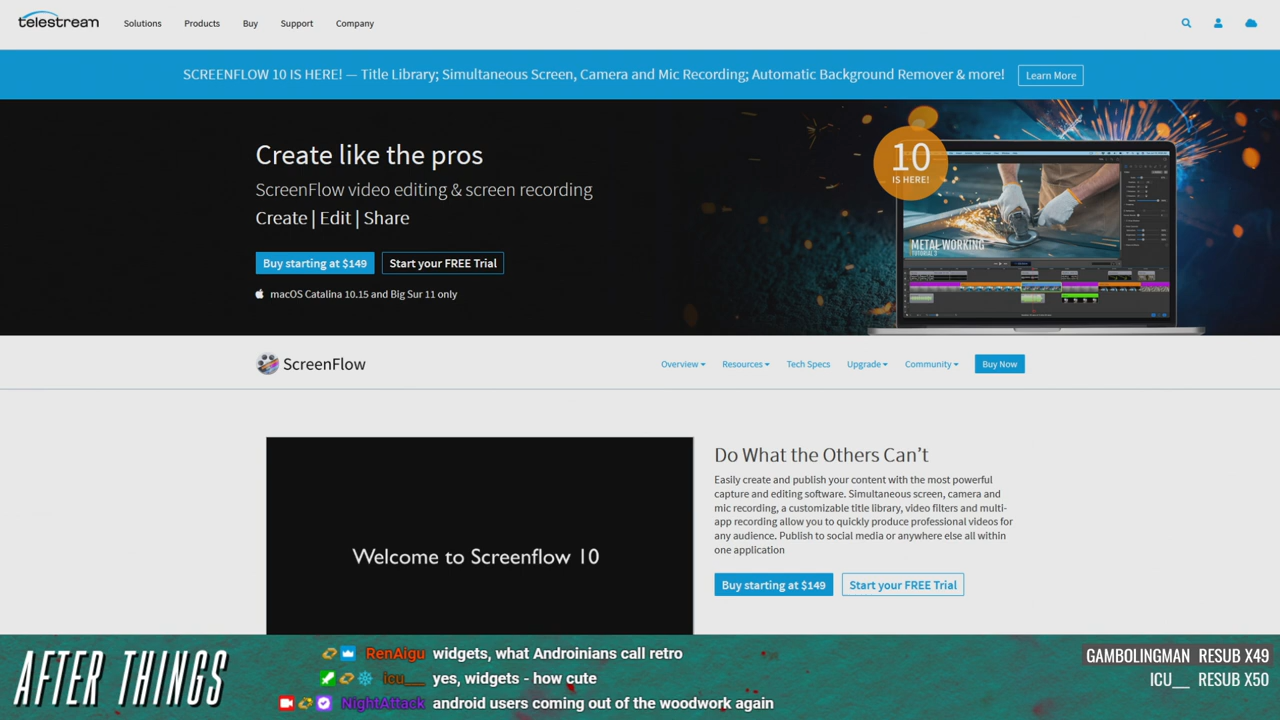 telestream
Solutions Products Buy Support Company
SCREENFLOW 10 IS HERE! — Title Library; Simultaneous Screen, Camera and Mic Recording; Automatic Background Remover & more! Learn More
Create like the pros
ScreenFlow video editing & screen recording
Create | Edit | Share
Buy starting at $149 Start your FREE Trial
macOS Catalina 10.15 and Big Sur 11 only
10
IS HERE!
METAL WORKING
TUTORIAL 3
ScreenFlow
Overview Resources Tech Specs Upgrade Community Buy Now
Welcome to Screenflow 10
Do What the Others Can’t
Easily create and publish your content with the most powerful
capture and editing software. Simultaneous screen, camera and
mic recording, a customizable title library, video filters and multi-
app recording allow you to quickly produce professional videos for
any audience. Publish to social media or anywhere else all within
one application
Buy starting at $149 Start your FREE Trial
AFTER THINGS
RenAigu widgets, what Androinians call retro
icu__ yes, widgets - how cute
NightAttack android users coming out of the woodwork again
GAMBOLINGMAN RESUB X49
ICU__ RESUB X50